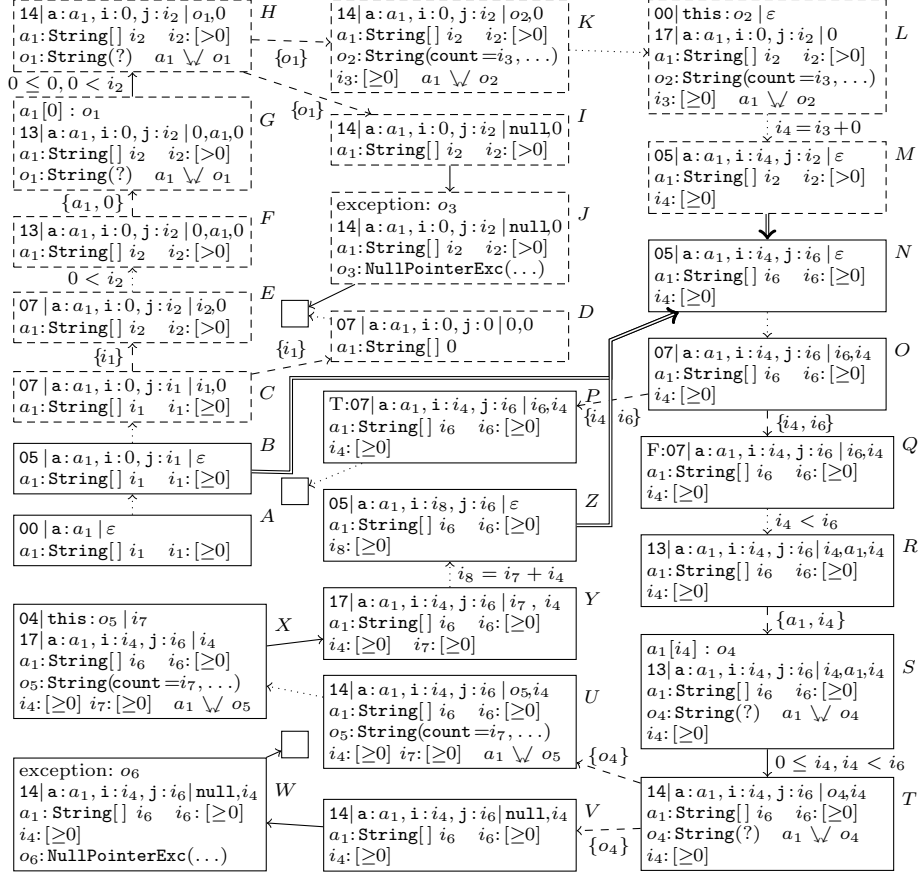 14|a:a₁, i:0, j:i₂|o₁,0
a₁:String[] i₂ i₂:[>0]
o₁:String(?) a₁ \↙/ o₁
H
0 ≤ 0, 0 < i₂
{o₁}
{o₁}
14|a:a₁, i:0, j:i₂|o₂,0
a₁:String[] i₂ i₂:[>0]
o₂:String(count=i₃,...)
i₃:[≥0] a₁ \↙/ o₂
K
00|this:o₂|ε
17|a:a₁, i:0, j:i₂|0
a₁:String[] i₂ i₂:[>0]
o₂:String(count=i₃,...)
i₃:[≥0] a₁ \↙/ o₂
L
i₄=i₃+0
a₁[0] : o₁
13|a:a₁, i:0, j:i₂|0,a₁,0
a₁:String[] i₂ i₂:[>0]
o₁:String(?) a₁ \↙/ o₁
G
{a₁, 0}
14|a:a₁, i:0, j:i₂|null,0
a₁:String[] i₂ i₂:[>0]
I
05|a:a₁, i:i₄, j:i₂|ε
a₁:String[] i₂ i₂:[>0]
i₄:[≥0]
M
13|a:a₁, i:0, j:i₂|0,a₁,0
a₁:String[] i₂ i₂:[>0]
F
0 < i₂
exception: o₃
14|a:a₁, i:0, j:i₂|null,0
a₁:String[] i₂ i₂:[>0]
o₃:NullPointerExc(...)
J
05|a:a₁, i:i₄, j:i₆|ε
a₁:String[] i₆ i₆:[≥0]
i₄:[≥0]
N
07|a:a₁, i:0, j:i₂|i₂,0
a₁:String[] i₂ i₂:[>0]
E
{i₁}
07|a:a₁, i:0, j:0|0,0
a₁:String[] 0
D
{i₁}
07|a:a₁, i:i₄, j:i₆|i₆,i₄
a₁:String[] i₆ i₆:[≥0]
i₄:[≥0]
O
{i₄, i₆}
{i₄, i₆}
07|a:a₁, i:0, j:i₁|i₁,0
a₁:String[] i₁ i₁:[≥0]
C
T:07|a:a₁, i:i₄, j:i₆|i₆,i₄
a₁:String[] i₆ i₆:[≥0]
i₄:[≥0]
P
05|a:a₁, i:0, j:i₁|ε
a₁:String[] i₁ i₁:[≥0]
B
F:07|a:a₁, i:i₄, j:i₆|i₆,i₄
a₁:String[] i₆ i₆:[≥0]
i₄:[≥0]
Q
i₄ < i₆
00|a:a₁|ε
a₁:String[] i₁ i₁:[≥0]
A
05|a:a₁, i:i₈, j:i₆|ε
a₁:String[] i₆ i₆:[≥0]
i₈:[≥0]
Z
i₈ = i₇ + i₄
13|a:a₁, i:i₄, j:i₆|i₄,a₁,i₄
a₁:String[] i₆ i₆:[≥0]
i₄:[≥0]
R
{a₁, i₄}
04|this:o₅|i₇
17|a:a₁, i:i₄, j:i₆|i₄
a₁:String[] i₆ i₆:[≥0]
o₅:String(count=i₇,...)
i₄:[≥0] i₇:[≥0] a₁ \↙/ o₅
X
17|a:a₁, i:i₄, j:i₆|i₇, i₄
a₁:String[] i₆ i₆:[≥0]
i₄:[≥0] i₇:[≥0]
Y
a₁[i₄] : o₄
13|a:a₁, i:i₄, j:i₆|i₄,a₁,i₄
a₁:String[] i₆ i₆:[≥0]
o₄:String(?) a₁ \↙/ o₄
i₄:[≥0]
S
0 ≤ i₄, i₄ < i₆
14|a:a₁, i:i₄, j:i₆|o₅,i₄
a₁:String[] i₆ i₆:[≥0]
o₅:String(count=i₇,...)
i₄:[≥0] i₇:[≥0] a₁ \↙/ o₅
U
{o₄}
exception: o₆
14|a:a₁, i:i₄, j:i₆|null,i₄
a₁:String[] i₆ i₆:[≥0]
i₄:[≥0]
o₆:NullPointerExc(...)
W
14|a:a₁, i:i₄, j:i₆|null,i₄
a₁:String[] i₆ i₆:[≥0]
i₄:[≥0]
V
{o₄}
14|a:a₁, i:i₄, j:i₆|o₄,i₄
a₁:String[] i₆ i₆:[≥0]
o₄:String(?) a₁ \↙/ o₄
i₄:[≥0]
T